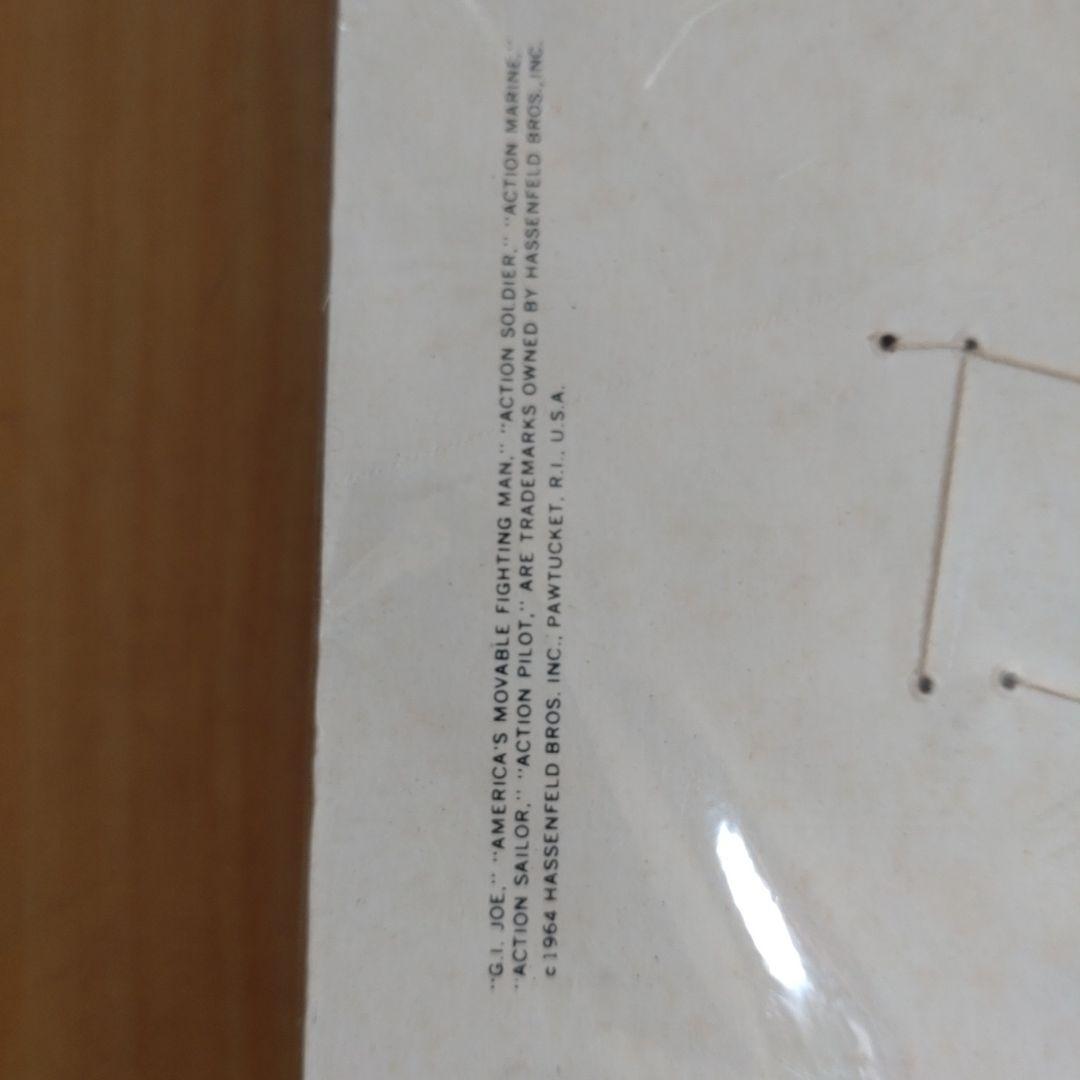 "G.I. JOE," "AMERICA'S MOVABLE FIGHTING MAN," "ACTION SOLDIER," "ACTION MARINE,"
"ACTION SAILOR," "ACTION PILOT," ARE TRADEMARKS OWNED BY HASSENFELD BROS., INC.
c 1964 HASSENFELD BROS. INC., PAWTUCKET, R.I., U.S.A.